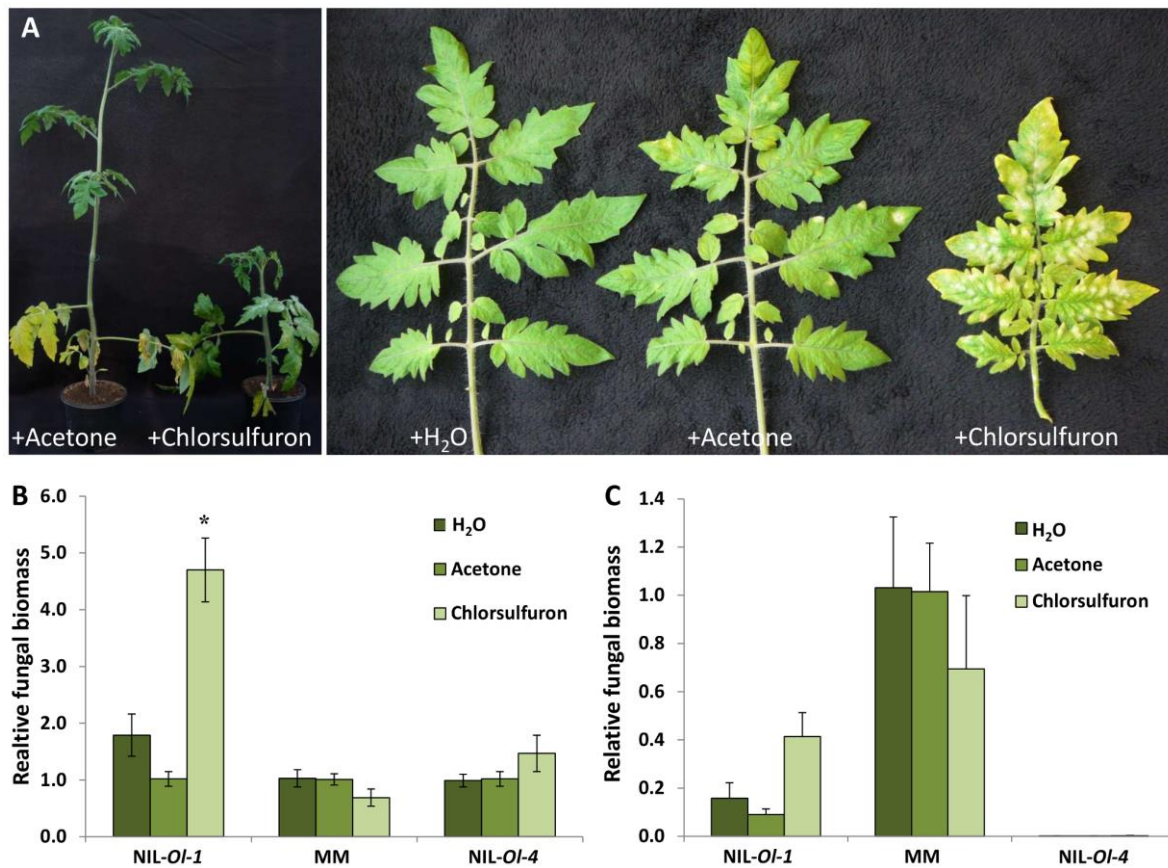 A
+Acetone +Chlorsulfuron
+H₂O +Acetone +Chlorsulfuron
B
Realtive fungal biomass
6.0
5.0
4.0
3.0
2.0
1.0
0.0
*
H₂O
Acetone
Chlorsulfuron
NIL-Ol-1 MM NIL-Ol-4
C
Relative fungal biomass
1.4
1.2
1.0
0.8
0.6
0.4
0.2
0.0
H₂O
Acetone
Chlorsulfuron
NIL-Ol-1 MM NIL-Ol-4